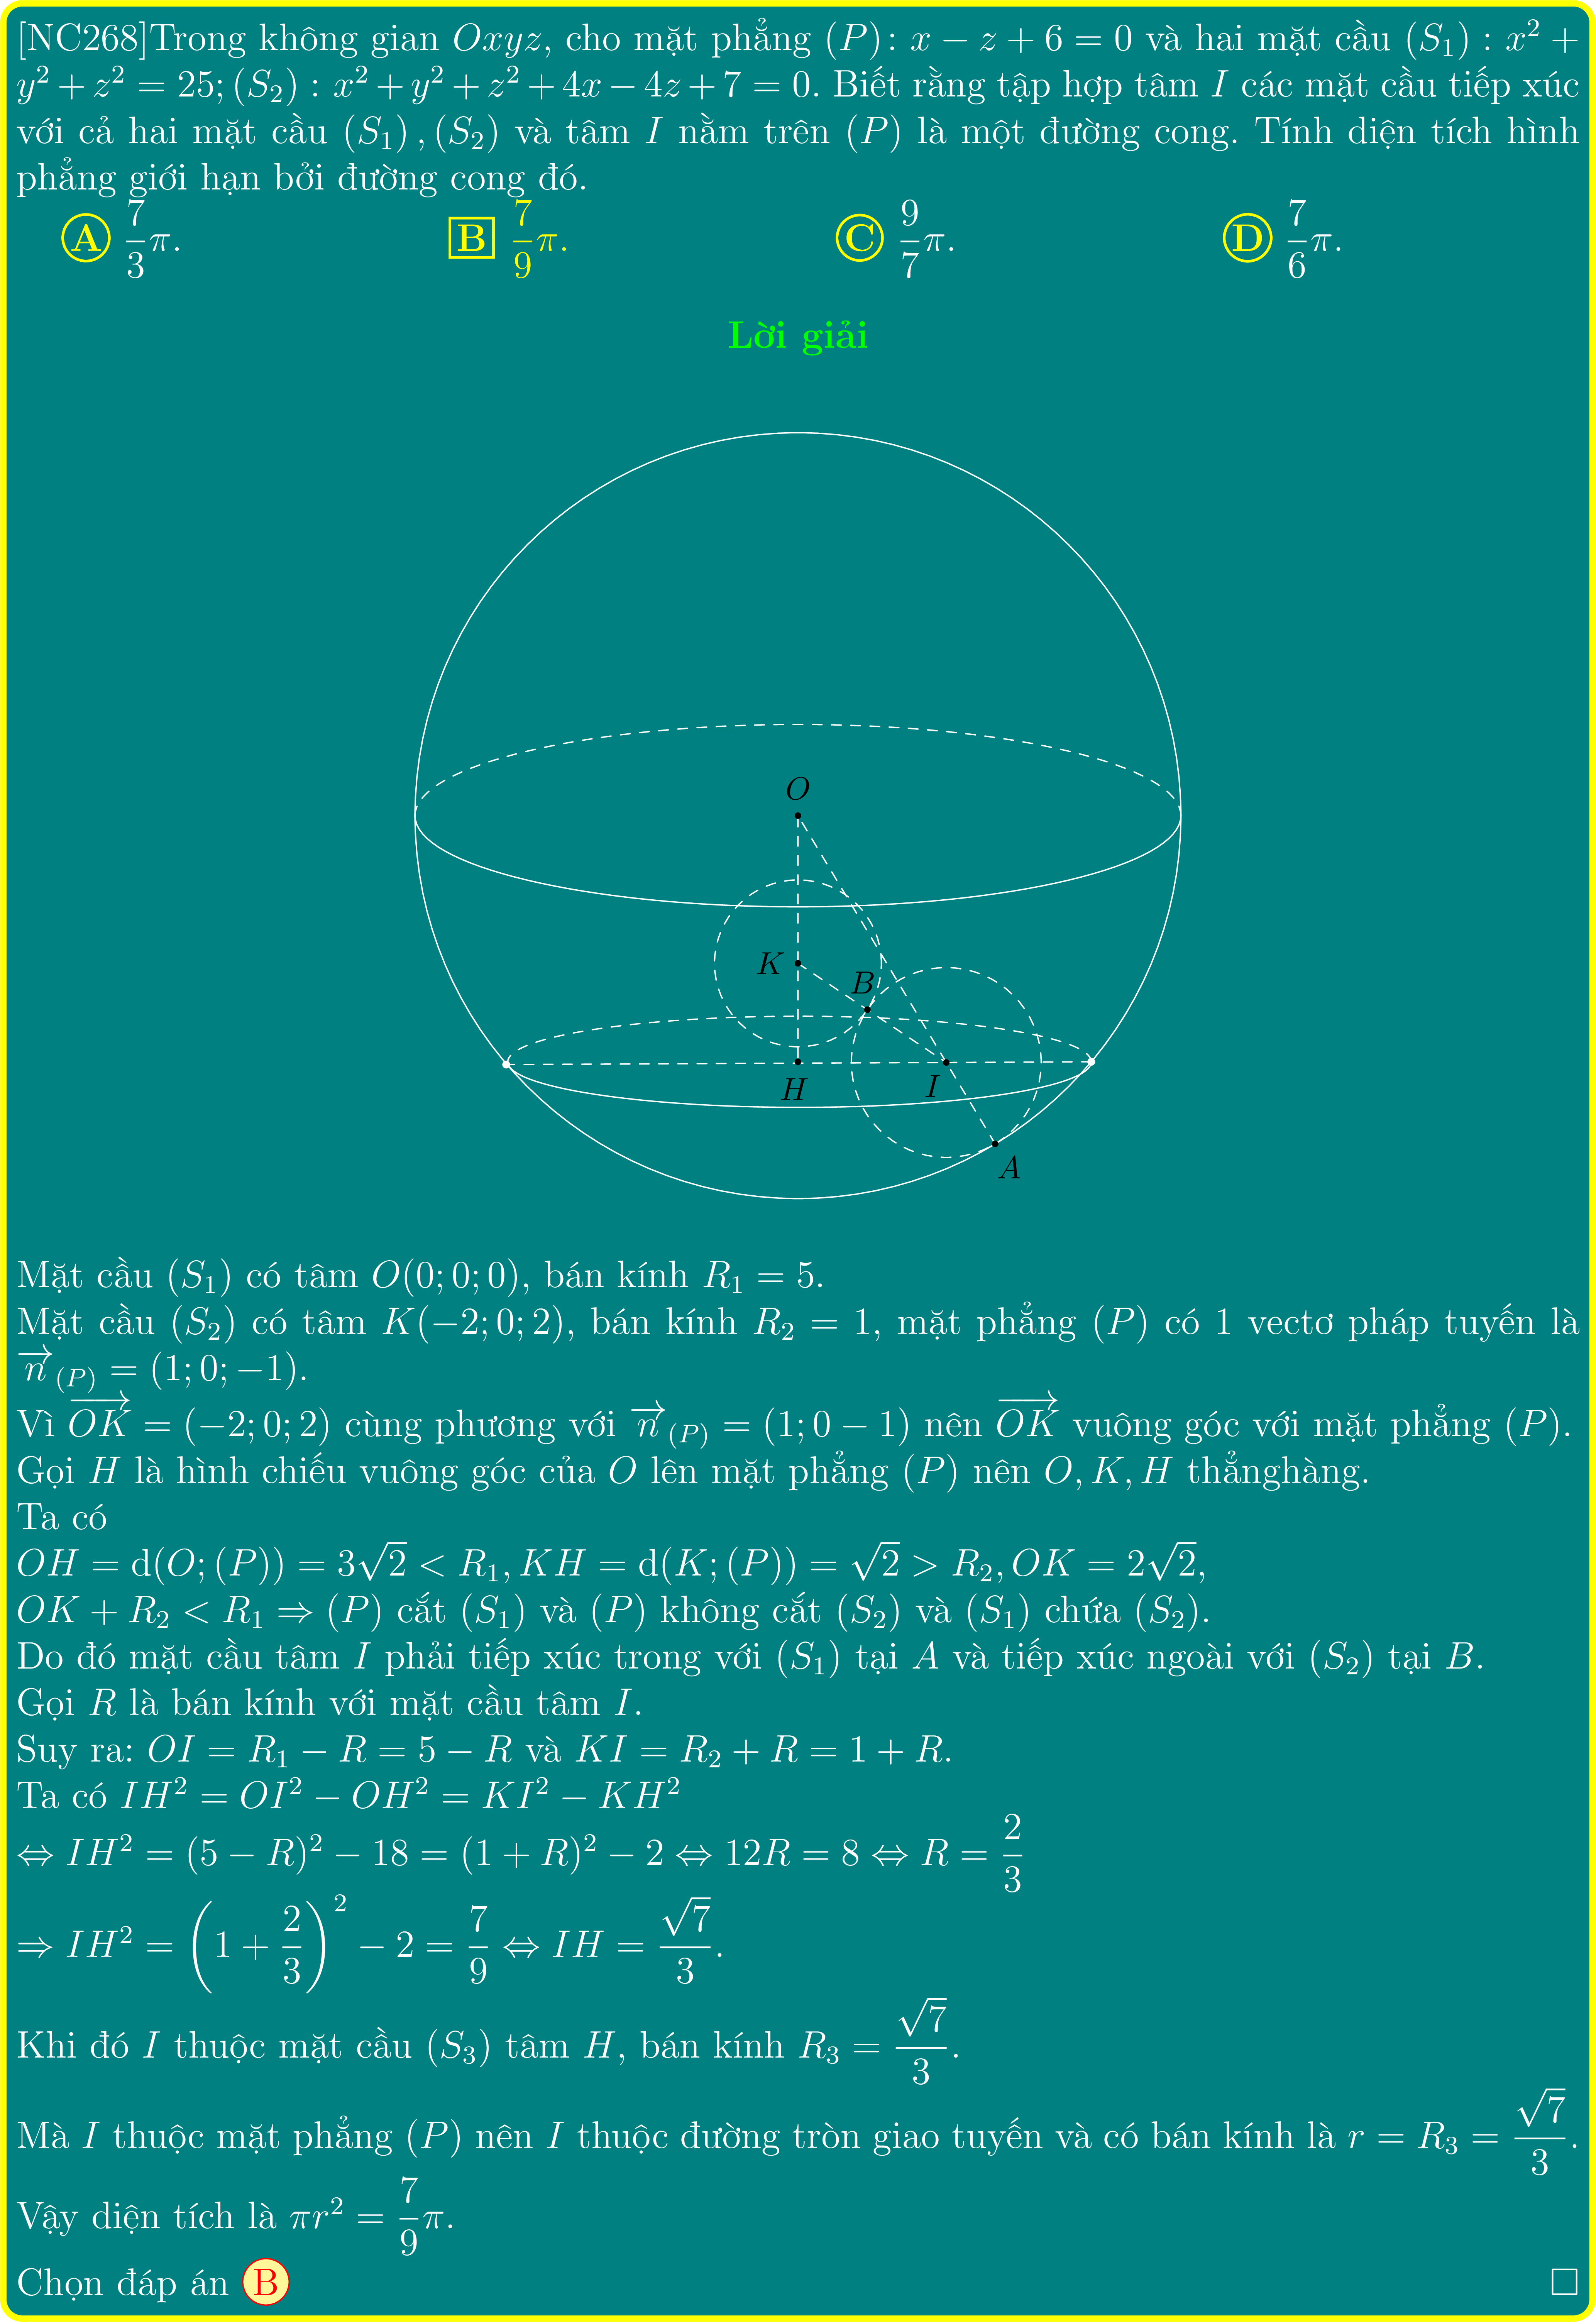 [NC268]Trong không gian $Oxyz$, cho mặt phẳng $(P)$: $x - z + 6 = 0$ và hai mặt cầu $(S_1) : x^2 +$
$y^2 + z^2 = 25; (S_2) : x^2 + y^2 + z^2 + 4x - 4z + 7 = 0$. Biết rằng tập hợp tâm $I$ các mặt cầu tiếp xúc
với cả hai mặt cầu $(S_1), (S_2)$ và tâm $I$ nằm trên $(P)$ là một đường cong. Tính diện tích hình
phẳng giới hạn bởi đường cong đó.
A $\dfrac{7}{3}\pi$. B $\dfrac{7}{9}\pi$. C $\dfrac{9}{7}\pi$. D $\dfrac{7}{6}\pi$.
Lời giải
O
K
B
H
I
A
Mặt cầu $(S_1)$ có tâm $O(0; 0; 0)$, bán kính $R_1 = 5$.
Mặt cầu $(S_2)$ có tâm $K(-2; 0; 2)$, bán kính $R_2 = 1$, mặt phẳng $(P)$ có 1 vectơ pháp tuyến là
$\overrightarrow{n}_{(P)} = (1; 0; -1)$.
Vì $\overrightarrow{OK} = (-2; 0; 2)$ cùng phương với $\overrightarrow{n}_{(P)} = (1; 0 - 1)$ nên $\overrightarrow{OK}$ vuông góc với mặt phẳng $(P)$.
Gọi $H$ là hình chiếu vuông góc của $O$ lên mặt phẳng $(P)$ nên $O, K, H$ thẳnghàng.
Ta có
$OH = \mathrm{d}(O; (P)) = 3\sqrt{2} < R_1, KH = \mathrm{d}(K; (P)) = \sqrt{2} > R_2, OK = 2\sqrt{2}$,
$OK + R_2 < R_1 \Rightarrow (P)$ cắt $(S_1)$ và $(P)$ không cắt $(S_2)$ và $(S_1)$ chứa $(S_2)$.
Do đó mặt cầu tâm $I$ phải tiếp xúc trong với $(S_1)$ tại $A$ và tiếp xúc ngoài với $(S_2)$ tại $B$.
Gọi $R$ là bán kính với mặt cầu tâm $I$.
Suy ra: $OI = R_1 - R = 5 - R$ và $KI = R_2 + R = 1 + R$.
Ta có $IH^2 = OI^2 - OH^2 = KI^2 - KH^2$
$\Leftrightarrow IH^2 = (5 - R)^2 - 18 = (1 + R)^2 - 2 \Leftrightarrow 12R = 8 \Leftrightarrow R = \dfrac{2}{3}$
$\Rightarrow IH^2 = \left(1 + \dfrac{2}{3}\right)^2 - 2 = \dfrac{7}{9} \Leftrightarrow IH = \dfrac{\sqrt{7}}{3}$.
Khi đó $I$ thuộc mặt cầu $(S_3)$ tâm $H$, bán kính $R_3 = \dfrac{\sqrt{7}}{3}$.
Mà $I$ thuộc mặt phẳng $(P)$ nên $I$ thuộc đường tròn giao tuyến và có bán kính là $r = R_3 = \dfrac{\sqrt{7}}{3}$.
Vậy diện tích là $\pi r^2 = \dfrac{7}{9}\pi$.
Chọn đáp án B □